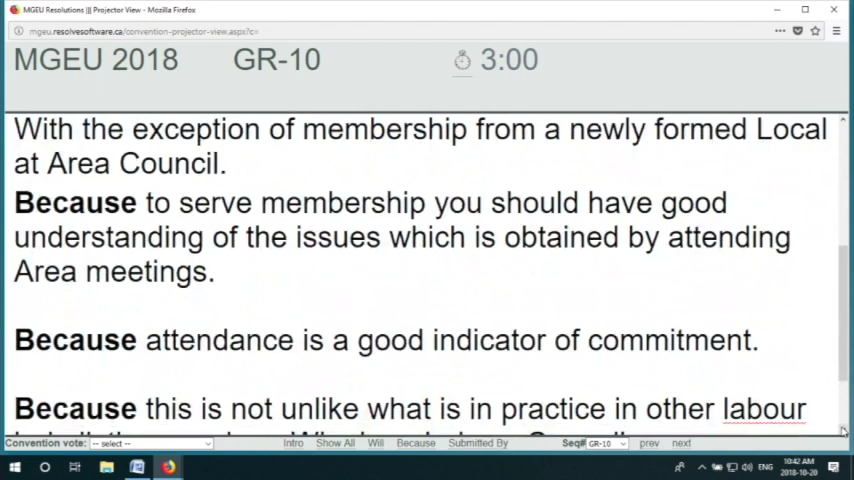 MGEU Resolutions ||| Projector View - Mozilla Firefox
mgeu.resolvesoftware.ca/convention-projector-view.aspx?c=
MGEU 2018 GR-10 3:00
With the exception of membership from a newly formed Local
at Area Council.
Because to serve membership you should have good
understanding of the issues which is obtained by attending
Area meetings.
Because attendance is a good indicator of commitment.
Because this is not unlike what is in practice in other labour
Convention vote: -- select -- Intro Show All Will Because Submitted By Seq# GR-10 prev next
ENG 10:42 AM
2018-10-20